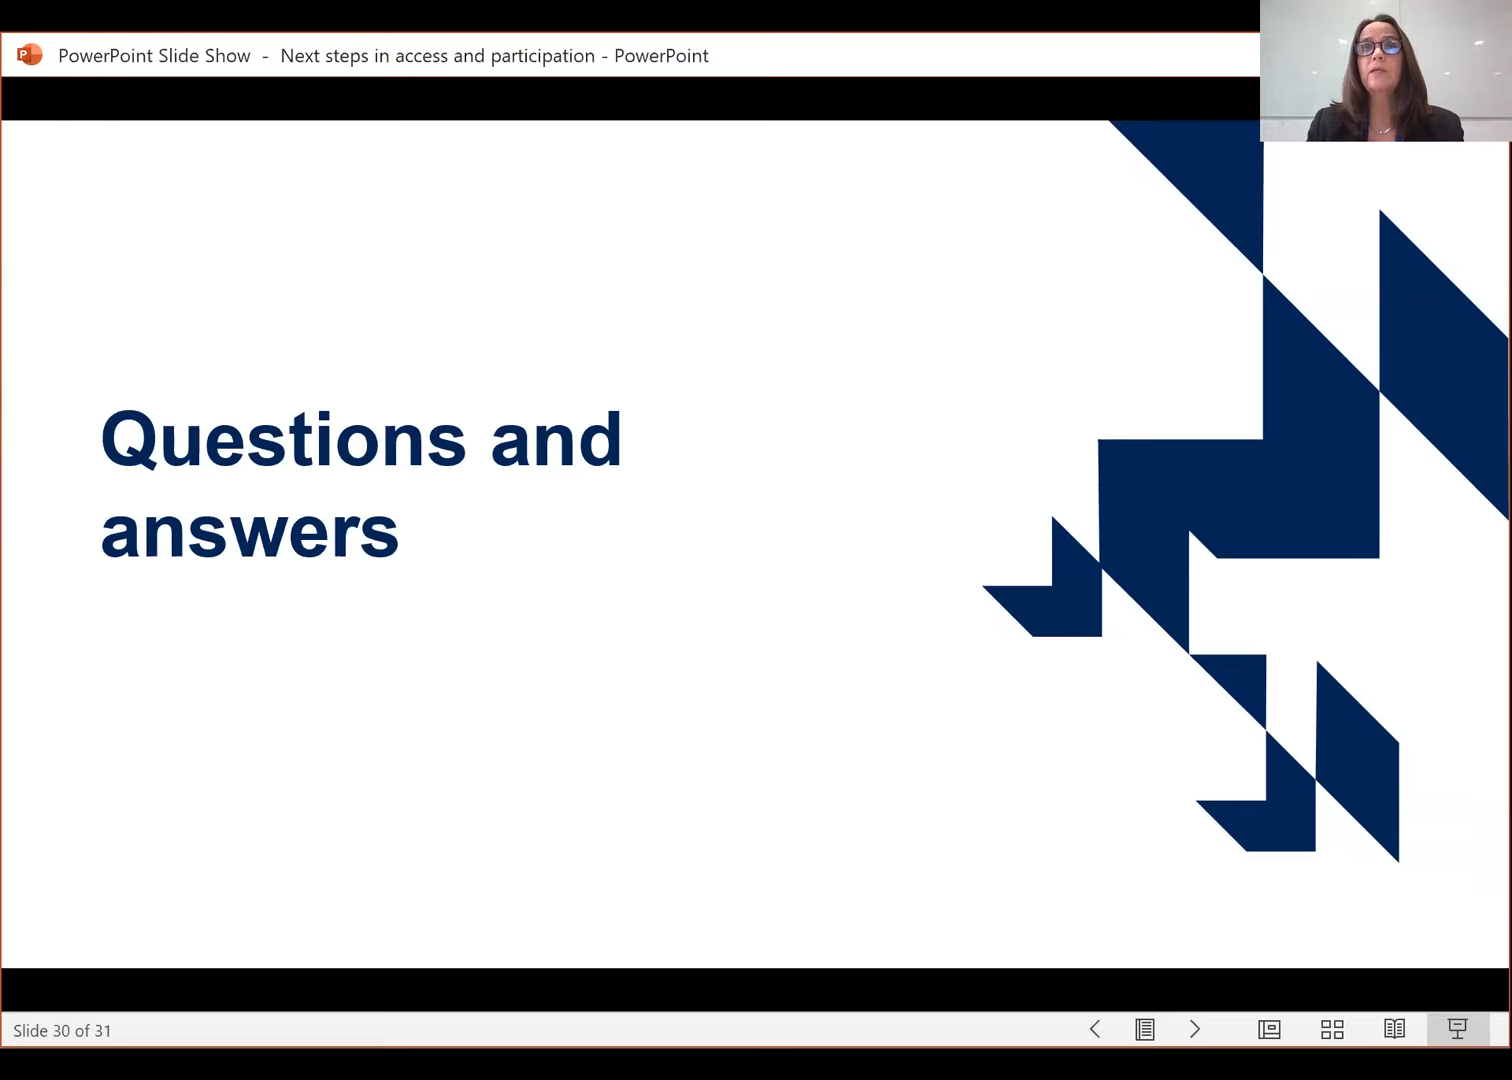 PowerPoint Slide Show - Next steps in access and participation - PowerPoint
Questions and
answers
Slide 30 of 31